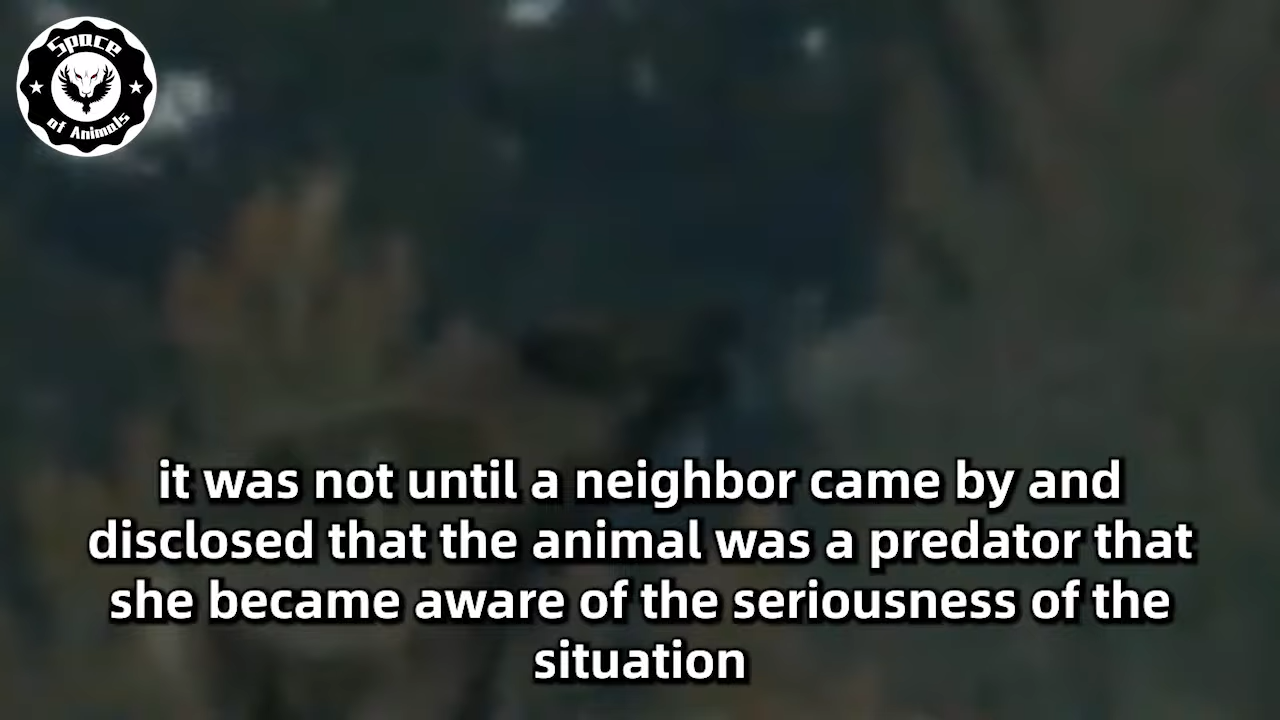 Space
of Animals
it was not until a neighbor came by and
disclosed that the animal was a predator that
she became aware of the seriousness of the
situation